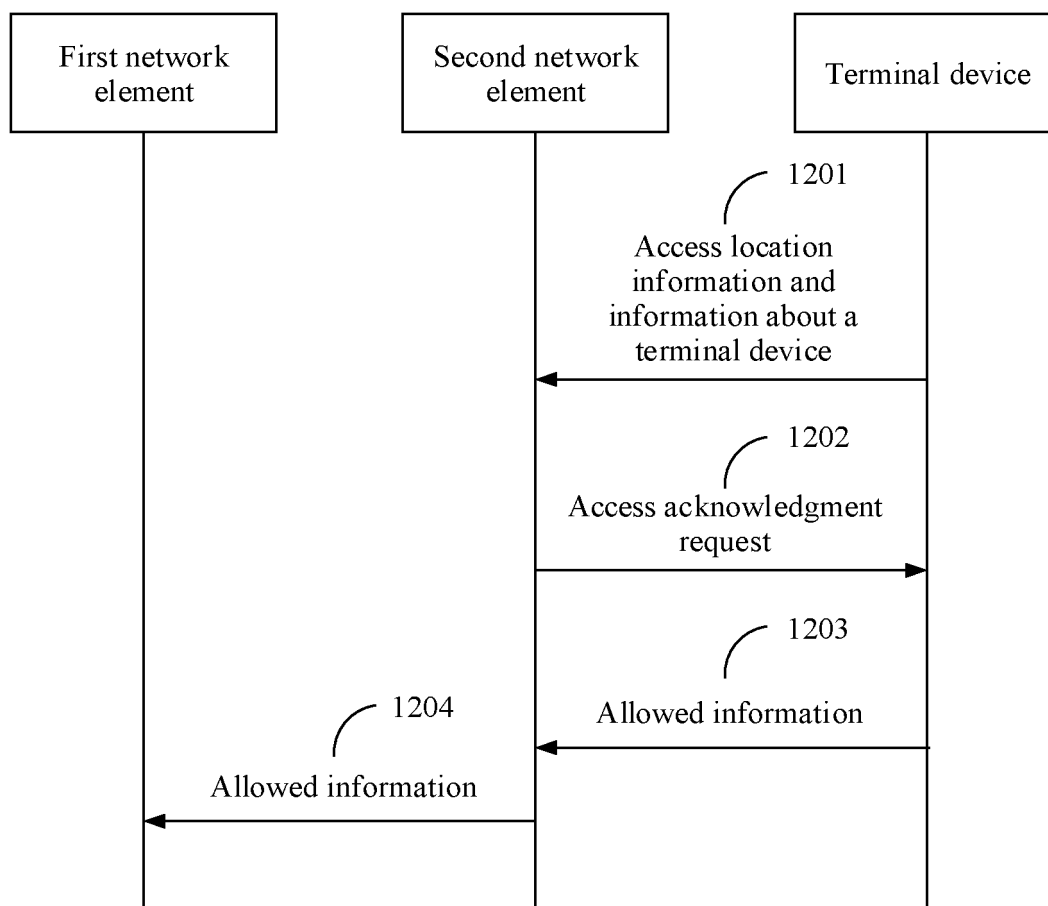 First network
element
Second network
element
Terminal device
1201
Access location
information and
information about a
terminal device
1202
Access acknowledgment
request
1203
Allowed information
1204
Allowed information